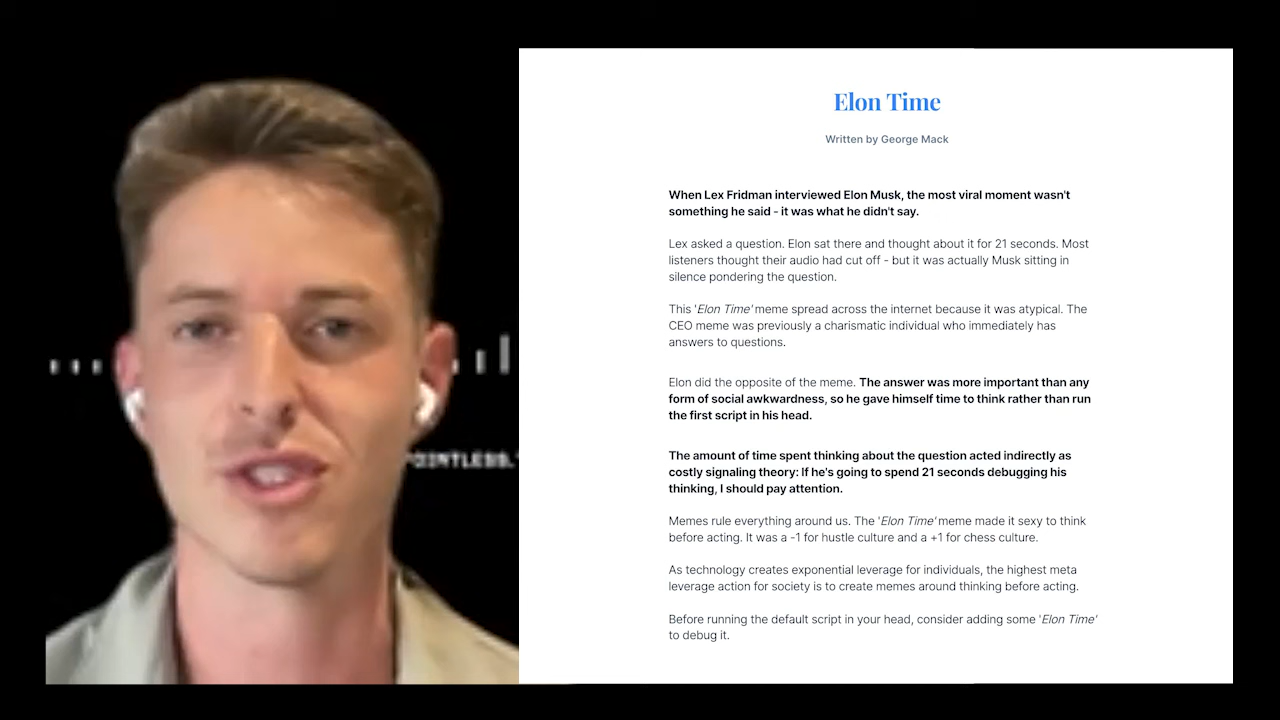 Elon Time
Written by George Mack
When Lex Fridman interviewed Elon Musk, the most viral moment wasn't
something he said - it was what he didn't say.
Lex asked a question. Elon sat there and thought about it for 21 seconds. Most
listeners thought their audio had cut off - but it was actually Musk sitting in
silence pondering the question.
This 'Elon Time' meme spread across the internet because it was atypical. The
CEO meme was previously a charismatic individual who immediately has
answers to questions.
Elon did the opposite of the meme. The answer was more important than any
form of social awkwardness, so he gave himself time to think rather than run
the first script in his head.
The amount of time spent thinking about the question acted indirectly as
costly signaling theory: If he's going to spend 21 seconds debugging his
thinking, I should pay attention.
Memes rule everything around us. The 'Elon Time' meme made it sexy to think
before acting. It was a -1 for hustle culture and a +1 for chess culture.
As technology creates exponential leverage for individuals, the highest meta
leverage action for society is to create memes around thinking before acting.
Before running the default script in your head, consider adding some 'Elon Time'
to debug it.
POINTLESS."